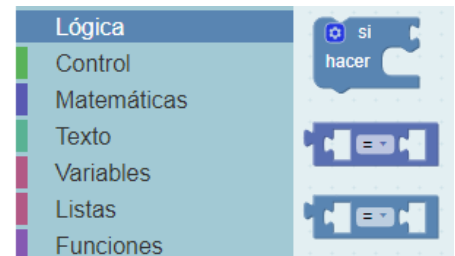 Lógica
Control
Matemáticas
Texto
Variables
Listas
Funciones
si
hacer
=
=